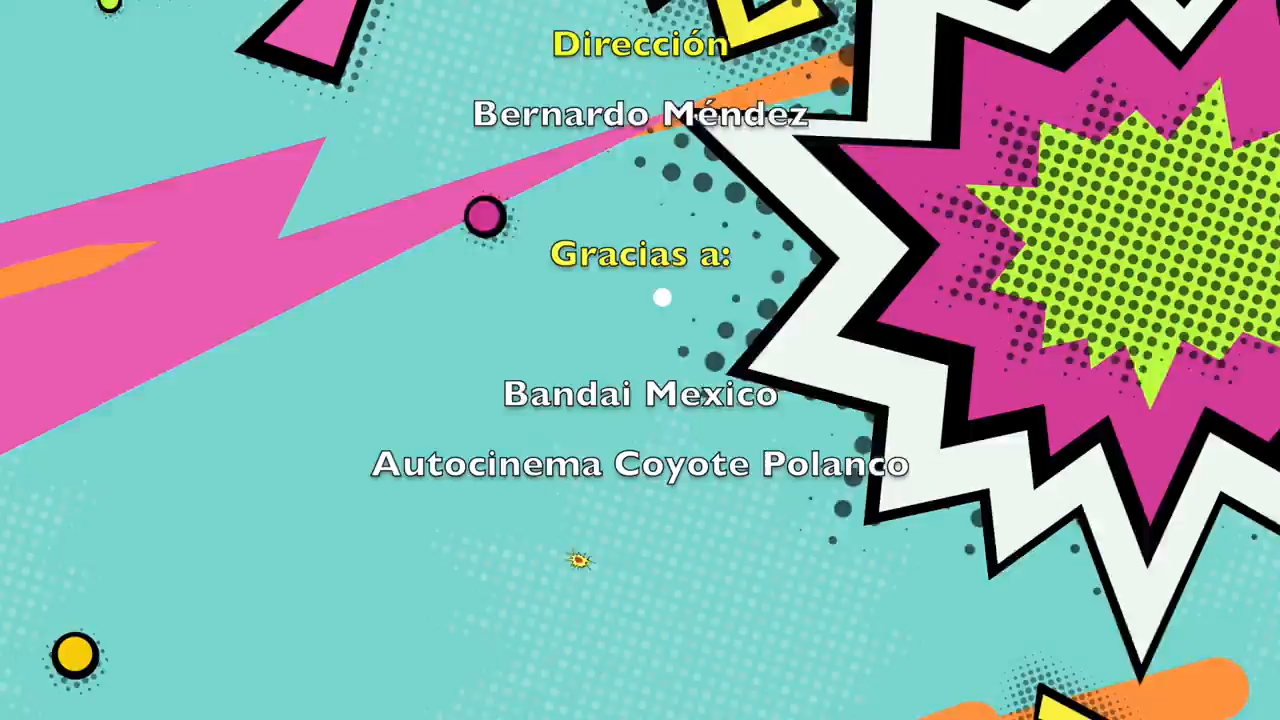 Dirección
Bernardo Méndez
Gracias a:
Bandai Mexico
Autocinema Coyote Polanco